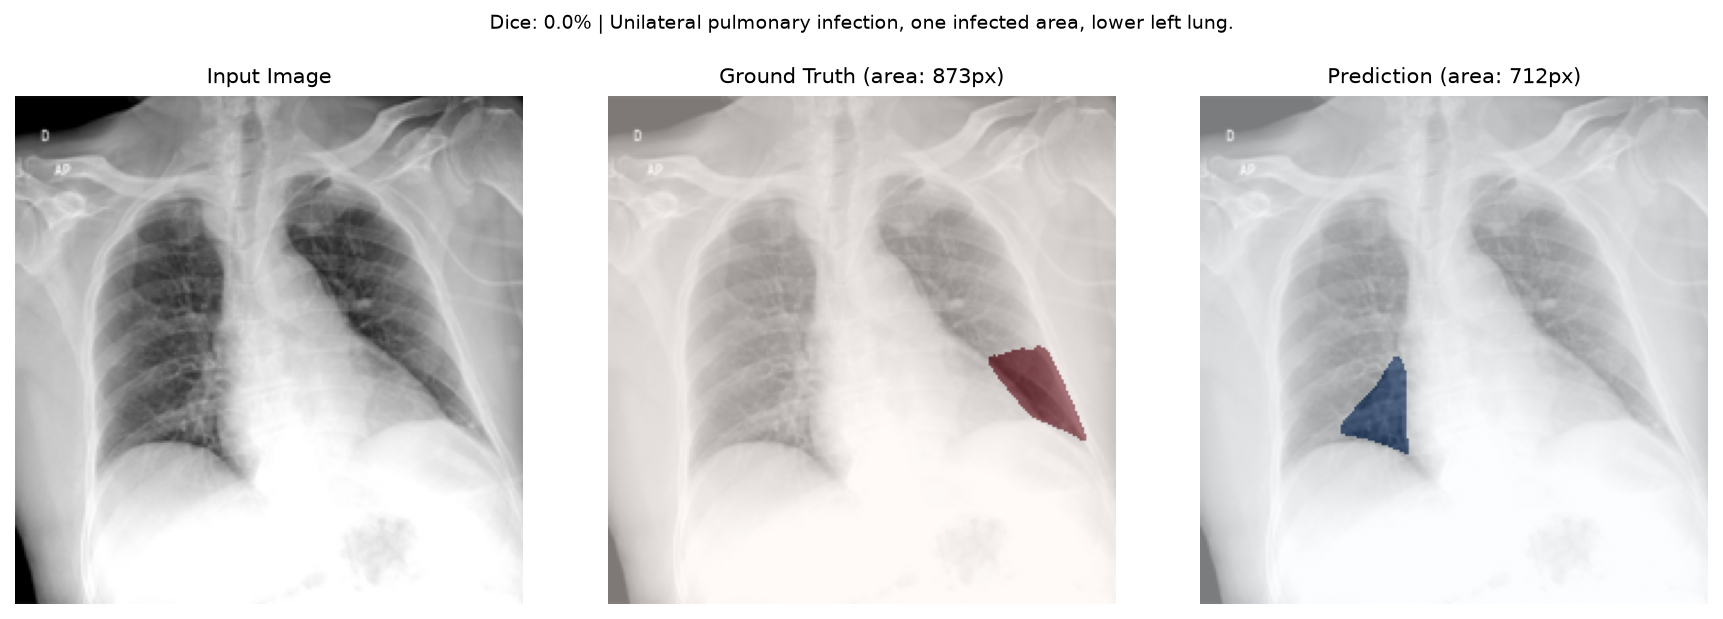 Dice: 0.0% | Unilateral pulmonary infection, one infected area, lower left lung.
Input Image
Ground Truth (area: 873px)
Prediction (area: 712px)
D
AP
D
AP
D
AP